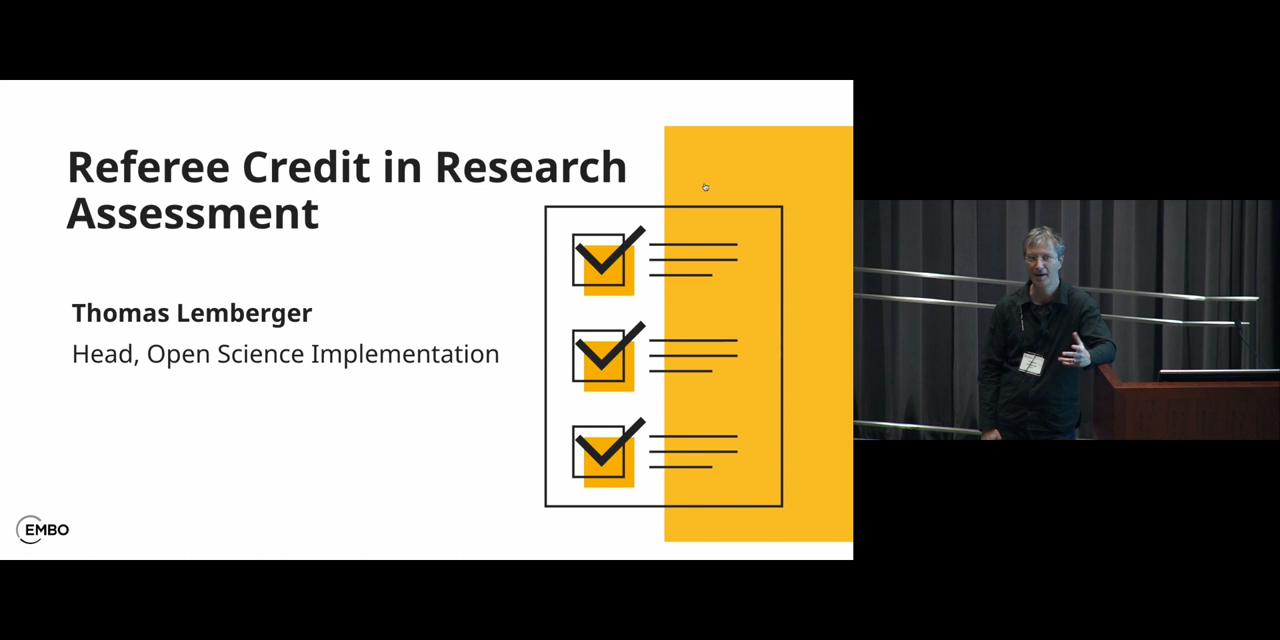 Referee Credit in Research
Assessment
Thomas Lemberger
Head, Open Science Implementation
EMBO